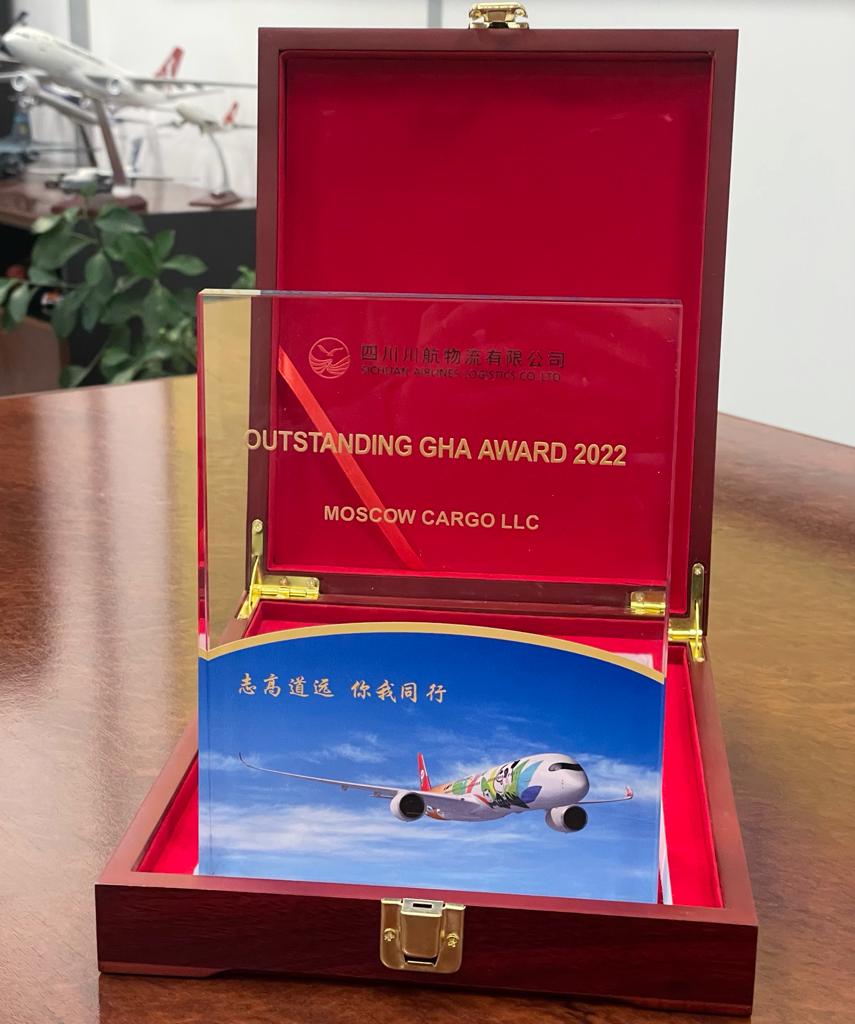 四川川航物流有限公司
SICHUAN AIRLINES LOGISTICS CO.,LTD
OUTSTANDING GHA AWARD 2022
MOSCOW CARGO LLC
志高道远 你我同行